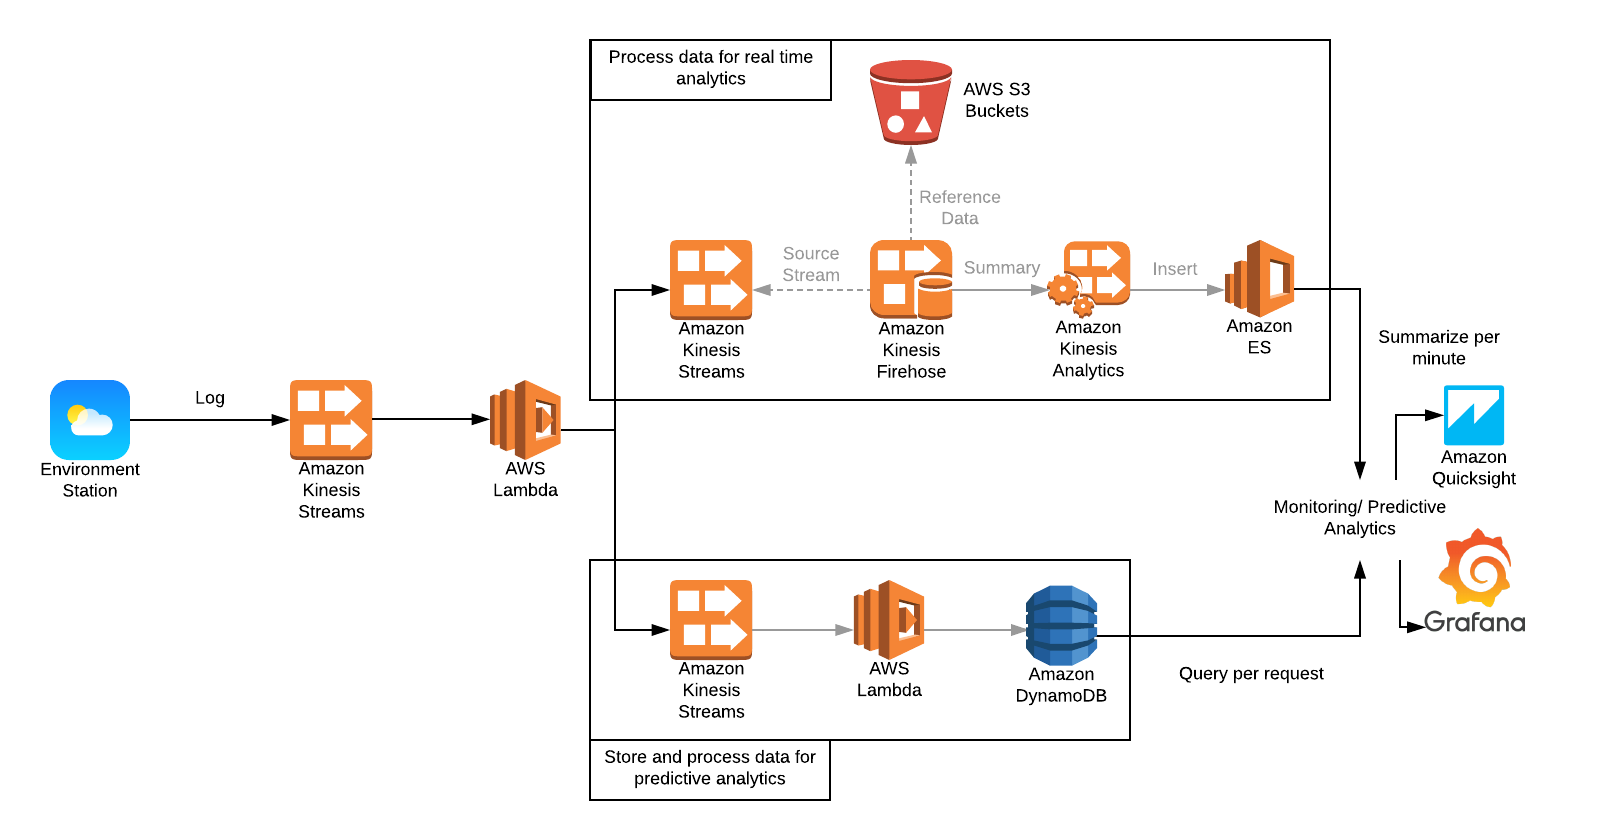 Process data for real time
analytics
AWS S3
Buckets
Reference
Data
Source
Stream
Summary
Insert
Amazon
Kinesis
Streams
Amazon
Kinesis
Firehose
Amazon
Kinesis
Analytics
Amazon
ES
Summarize per
minute
Log
Environment
Station
Amazon
Kinesis
Streams
AWS
Lambda
Amazon
Quicksight
Monitoring/ Predictive
Analytics
Grafana
Amazon
Kinesis
Streams
AWS
Lambda
Amazon
DynamoDB
Query per request
Store and process data for
predictive analytics